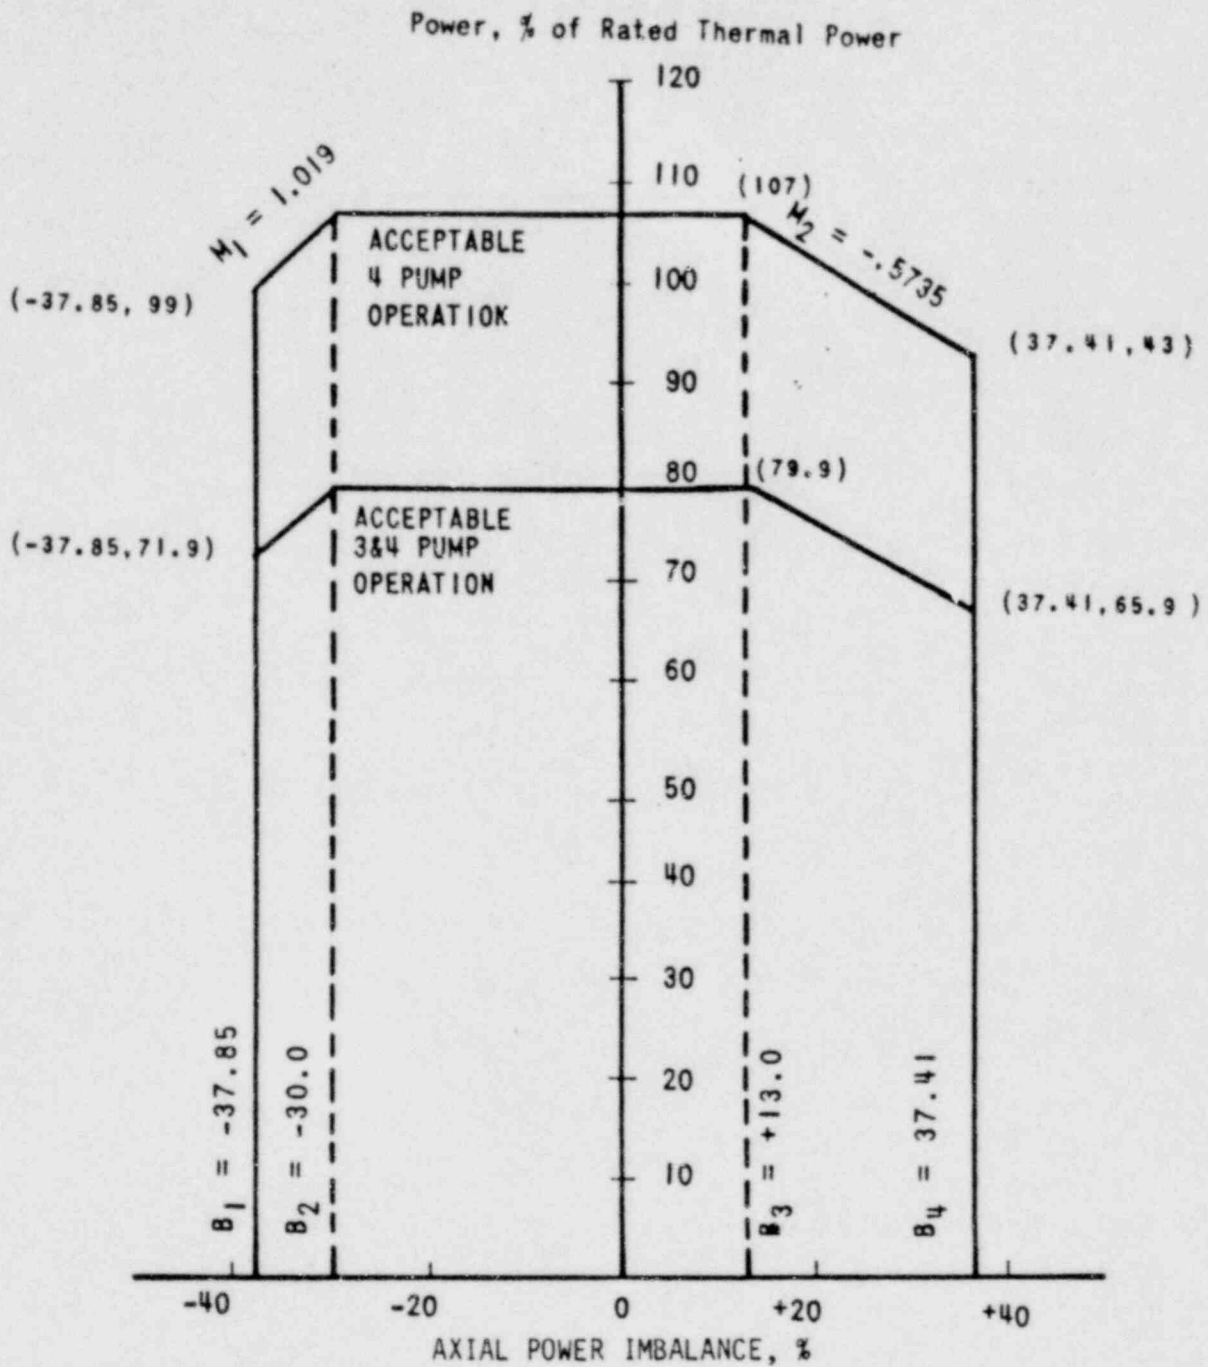 Power, % of Rated Thermal Power
120
110
(107)
M1 = 1.019
M2 = -.5735
ACCEPTABLE
4 PUMP
OPERATION
100
(-37.85, 99)
(37.41,43)
90
80
(79.9)
ACCEPTABLE
3&4 PUMP
OPERATION
(-37.85,71.9)
70
(37.41,65.9)
60
50
40
30
20
10
B1 = -37.85
B2 = -30.0
B3 = +13.0
B4 = 37.41
-40
-20
0
+20
+40
AXIAL POWER IMBALANCE, %